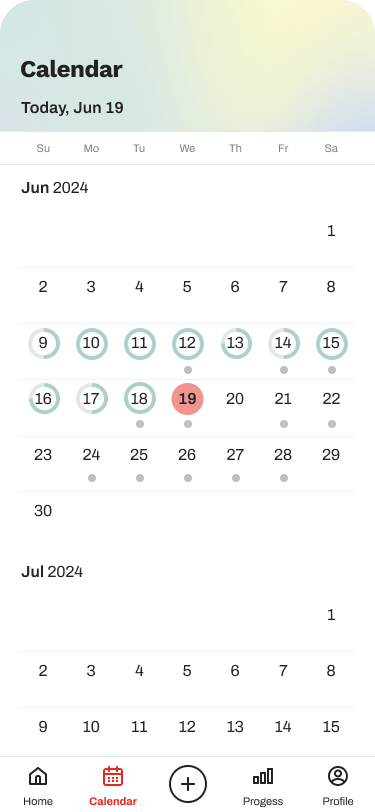 Calendar
Today, Jun 19
Su Mo Tu We Th Fr Sa
Jun 2024
1
2 3 4 5 6 7 8
9 10 11 12 13 14 15
16 17 18 19 20 21 22
23 24 25 26 27 28 29
30
Jul 2024
1
2 3 4 5 6 7 8
9 10 11 12 13 14 15
Home Calendar Progess Profile